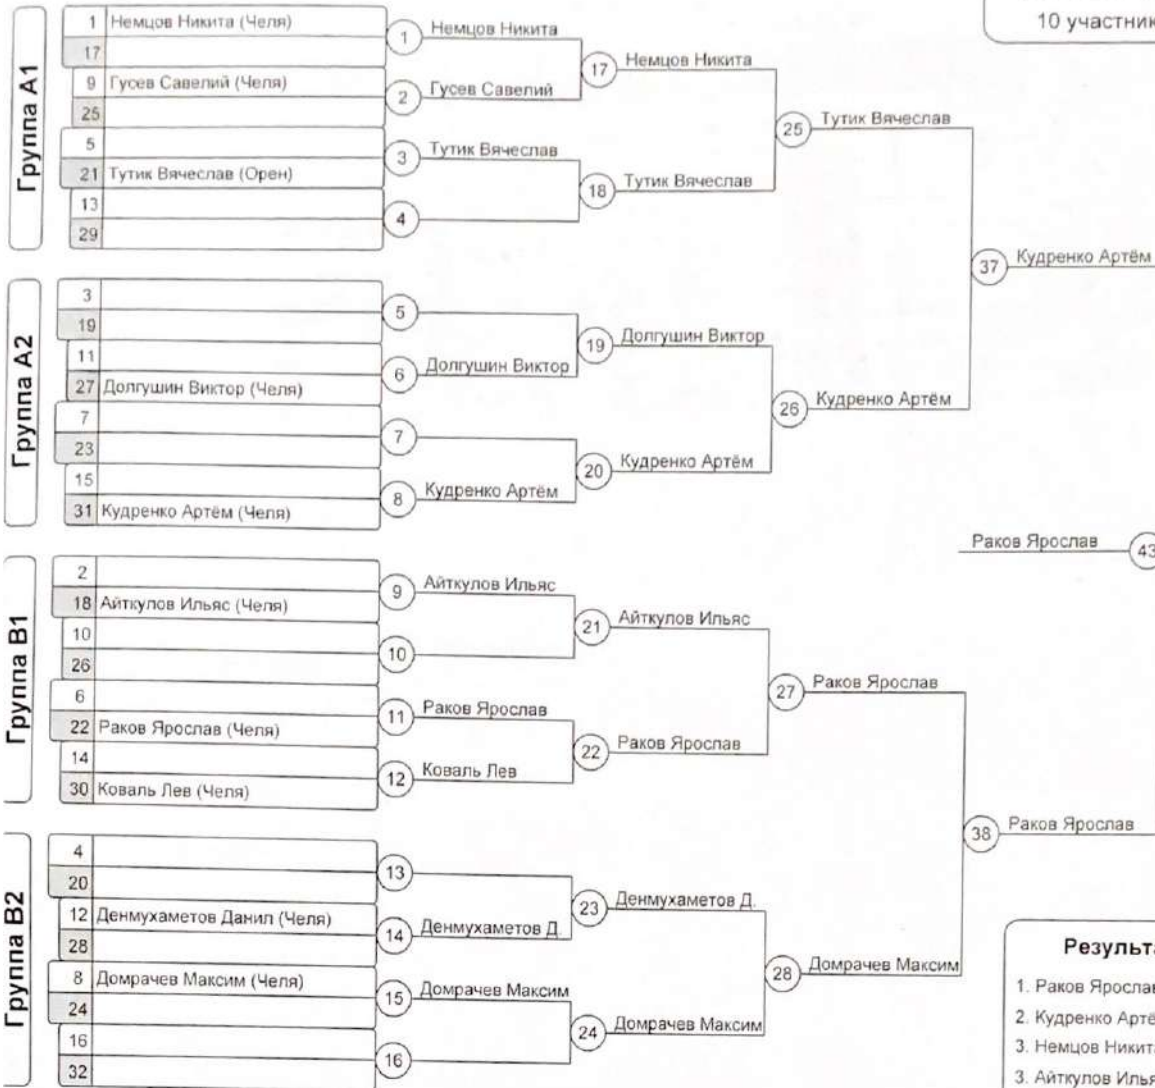 10 участник
Группа A1
1 Немцов Никита (Челя)
17
9 Гусев Савелий (Челя)
25
5
21 Тутик Вячеслав (Орен)
13
29
1 Немцов Никита
2 Гусев Савелий
3 Тутик Вячеслав
4
17 Немцов Никита
18 Тутик Вячеслав
25 Тутик Вячеслав
Группа A2
3
19
11
27 Долгушин Виктор (Челя)
7
23
15
31 Кудренко Артём (Челя)
5
6 Долгушин Виктор
7
8 Кудренко Артём
19 Долгушин Виктор
20 Кудренко Артём
26 Кудренко Артём
37 Кудренко Артём
Раков Ярослав 43
Группа B1
2
18 Айткулов Ильяс (Челя)
10
26
6
22 Раков Ярослав (Челя)
14
30 Коваль Лев (Челя)
9 Айткулов Ильяс
10
11 Раков Ярослав
12 Коваль Лев
21 Айткулов Ильяс
22 Раков Ярослав
27 Раков Ярослав
Группа B2
4
20
12 Денмухаметов Данил (Челя)
28
8 Домрачев Максим (Челя)
24
16
32
13
14 Денмухаметов Д.
15 Домрачев Максим
16
23 Денмухаметов Д.
24 Домрачев Максим
28 Домрачев Максим
38 Раков Ярослав
Результа
1. Раков Ярослав
2. Кудренко Артё
3. Немцов Никита
3. Айткулов Илья